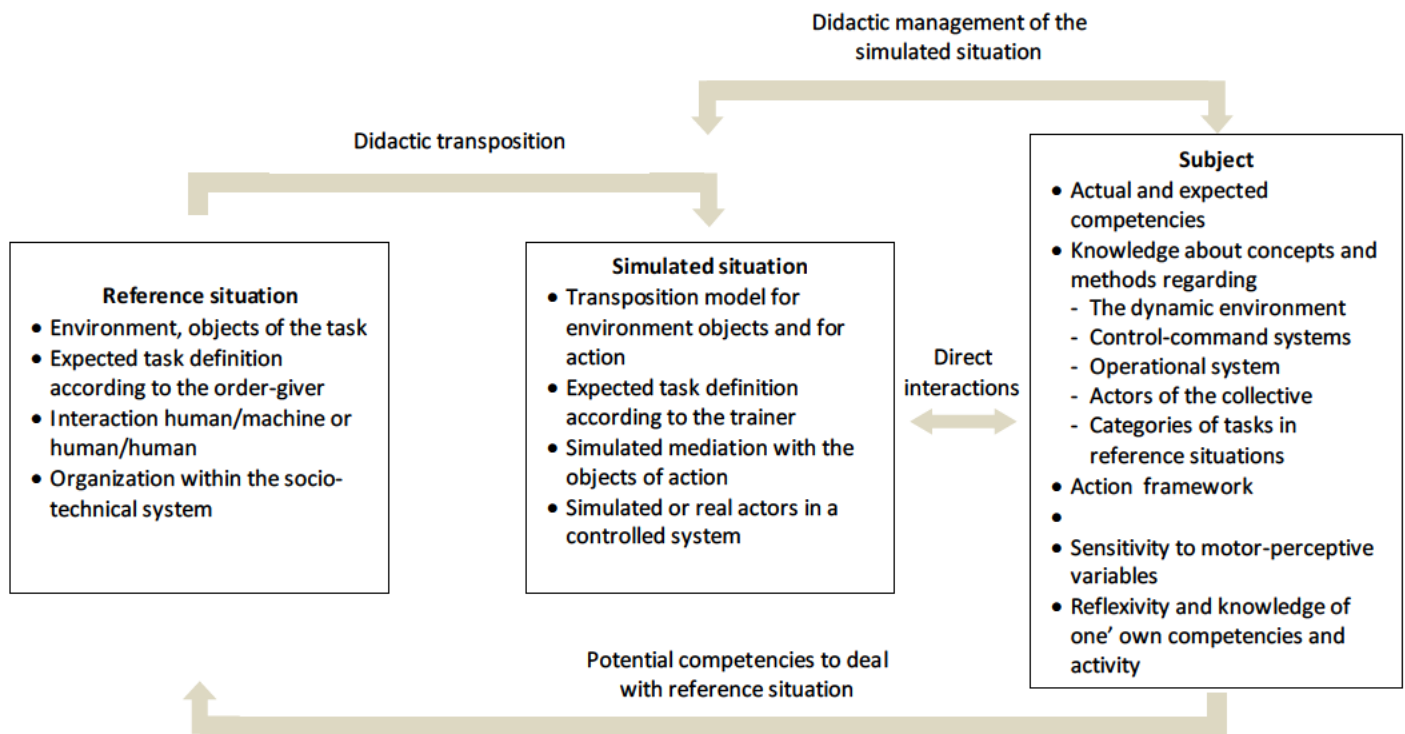 Didactic management of the
simulated situation
Didactic transposition
Reference situation
• Environment, objects of the task
• Expected task definition
according to the order-giver
• Interaction human/machine or
human/human
• Organization within the socio-
technical system
Simulated situation
• Transposition model for
environment objects and for
action
• Expected task definition
according to the trainer
• Simulated mediation with the
objects of action
• Simulated or real actors in a
controlled system
Direct
interactions
Subject
• Actual and expected
competencies
• Knowledge about concepts and
methods regarding
- The dynamic environment
- Control-command systems
- Operational system
- Actors of the collective
- Categories of tasks in
reference situations
• Action framework
•
• Sensitivity to motor-perceptive
variables
• Reflexivity and knowledge of
one' own competencies and
activity
Potential competencies to deal
with reference situation